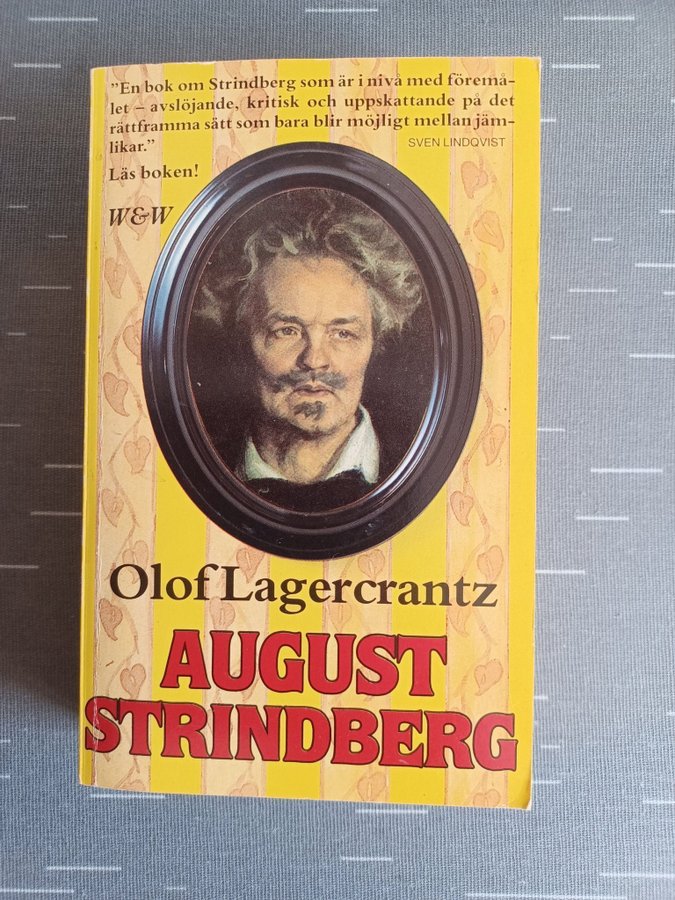 ”En bok om Strindberg som är i nivå med föremå-
let – avslöjande, kritisk och uppskattande på det
rättframma sätt som bara blir möjligt mellan jäm-
likar.”
SVEN LINDQVIST
Läs boken!
W&W
Olof Lagercrantz
AUGUST
STRINDBERG